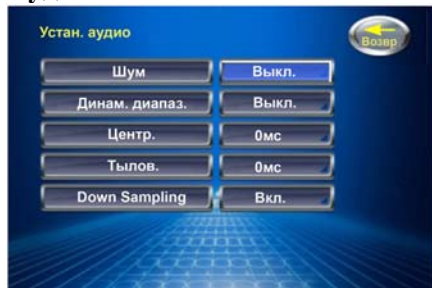 Устан. аудио
Возвр
Шум Выкл.
Динам. диапаз. Выкл.
Центр. 0мс
Тылов. 0мс
Down Sampling Вкл.